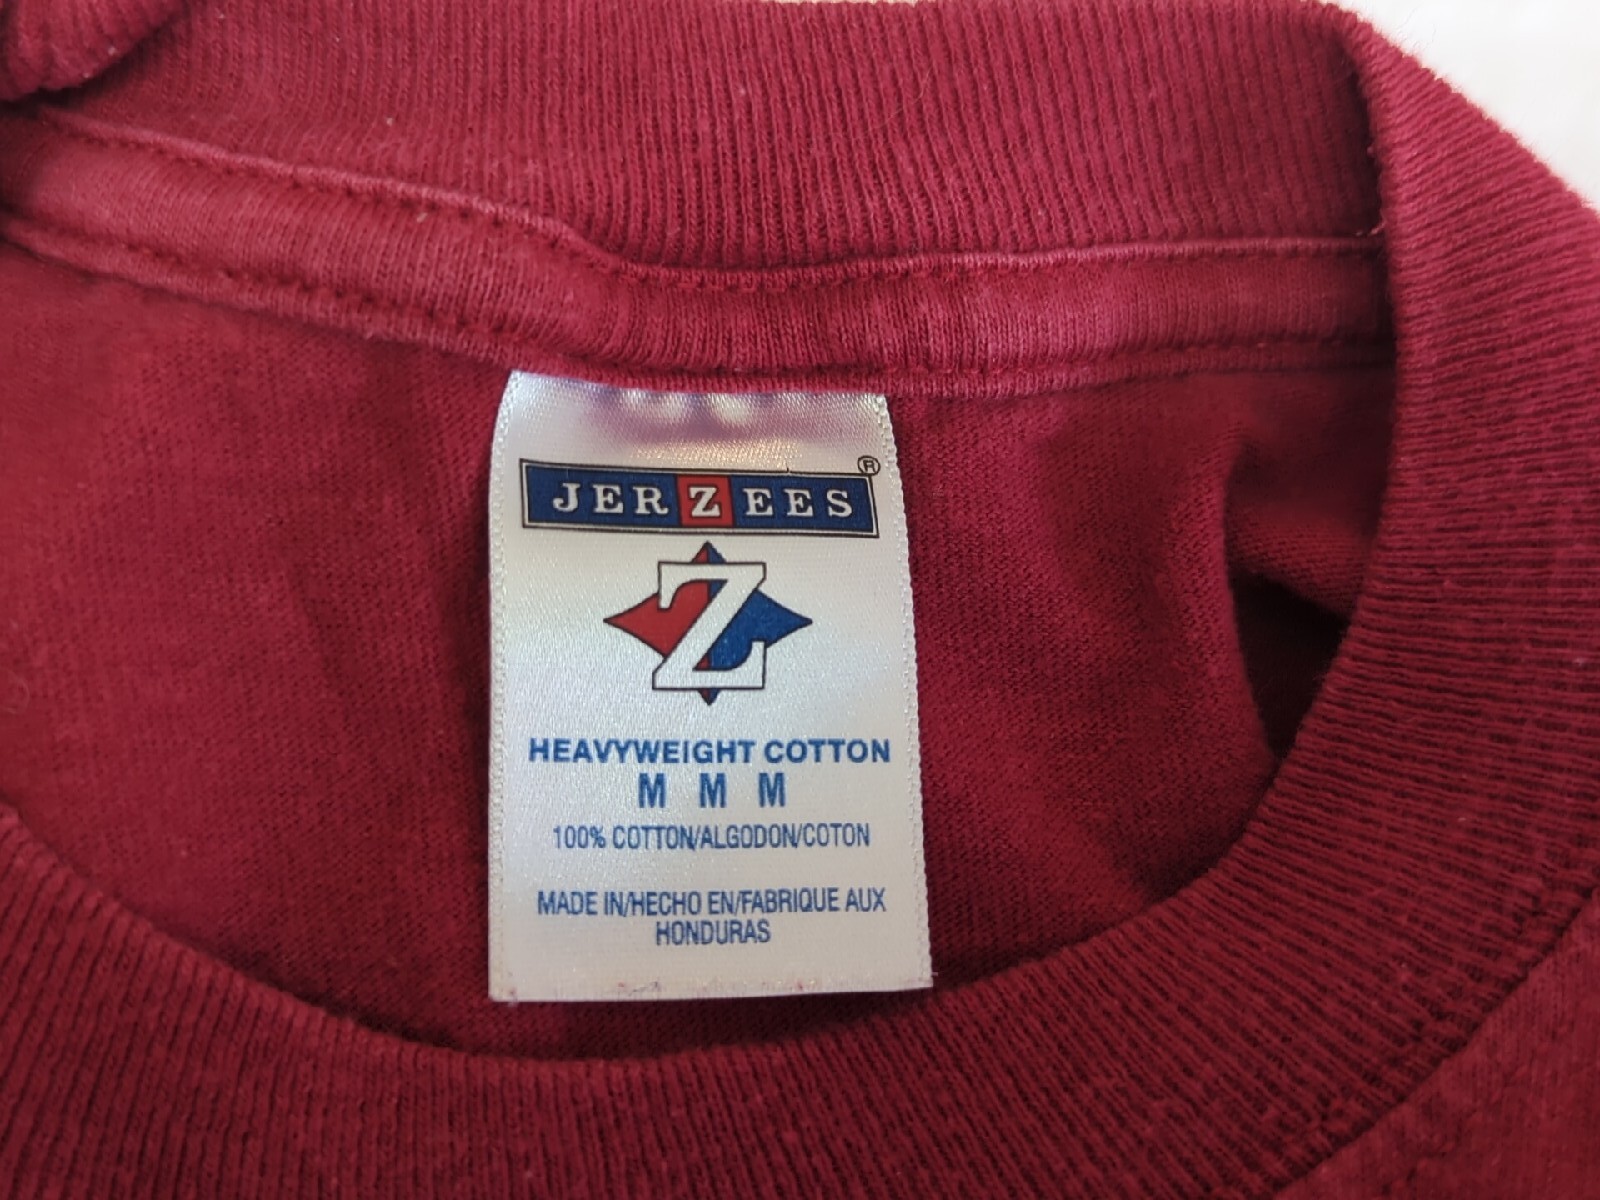 JERZEES®
Z
HEAVYWEIGHT COTTON
M M M
100% COTTON/ALGODON/COTON
MADE IN/HECHO EN/FABRIQUE AUX
HONDURAS